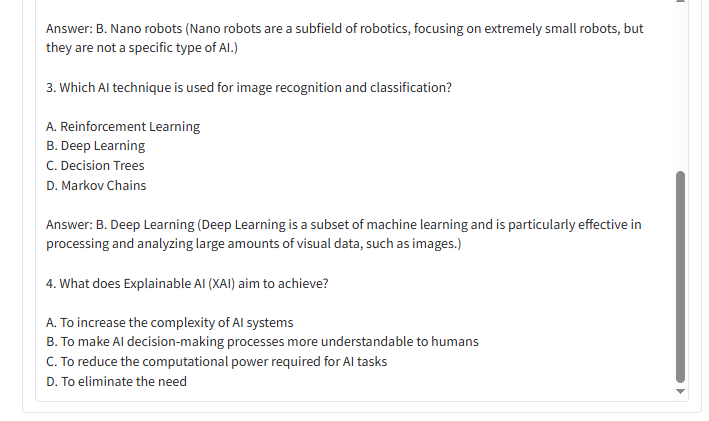 Answer: B. Nano robots (Nano robots are a subfield of robotics, focusing on extremely small robots, but
they are not a specific type of AI.)
3. Which AI technique is used for image recognition and classification?
A. Reinforcement Learning
B. Deep Learning
C. Decision Trees
D. Markov Chains
Answer: B. Deep Learning (Deep Learning is a subset of machine learning and is particularly effective in
processing and analyzing large amounts of visual data, such as images.)
4. What does Explainable AI (XAI) aim to achieve?
A. To increase the complexity of AI systems
B. To make AI decision-making processes more understandable to humans
C. To reduce the computational power required for AI tasks
D. To eliminate the need